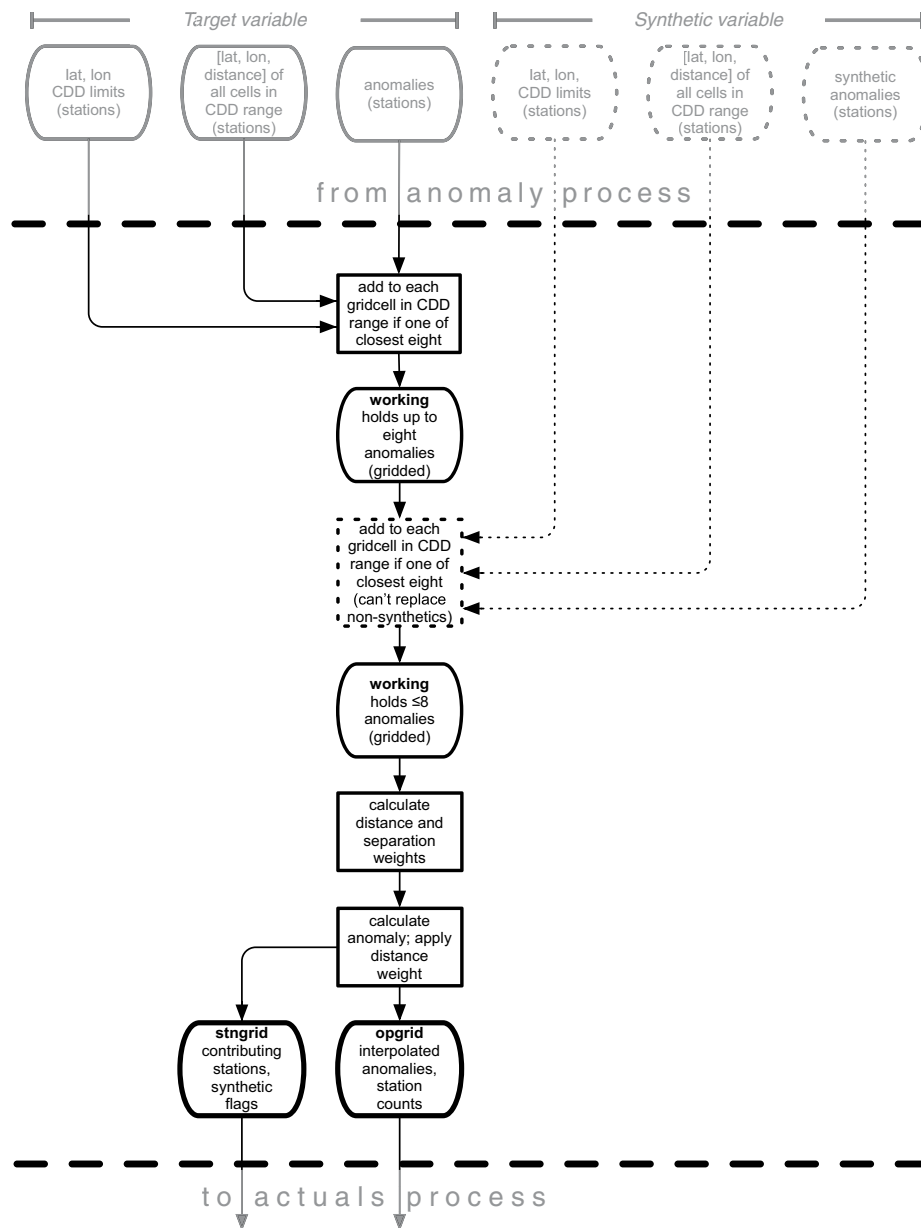 Target variable
Synthetic variable
lat, lon
CDD limits
(stations)
[lat, lon,
distance] of
all cells in
CDD range
(stations)
anomalies
(stations)
lat, lon,
CDD limits
(stations)
[lat, lon,
distance] of
all cells in
CDD range
(stations)
synthetic
anomalies
(stations)
from anomaly process
add to each
gridcell in CDD
range if one of
closest eight
working
holds up to
eight
anomalies
(gridded)
add to each
gridcell in CDD
range if one of
closest eight
(can't replace
non-synthetics)
working
holds ≤8
anomalies
(gridded)
calculate
distance and
separation
weights
calculate
anomaly; apply
distance
weight
stngrid
contributing
stations,
synthetic
flags
opgrid
interpolated
anomalies,
station
counts
to actuals process